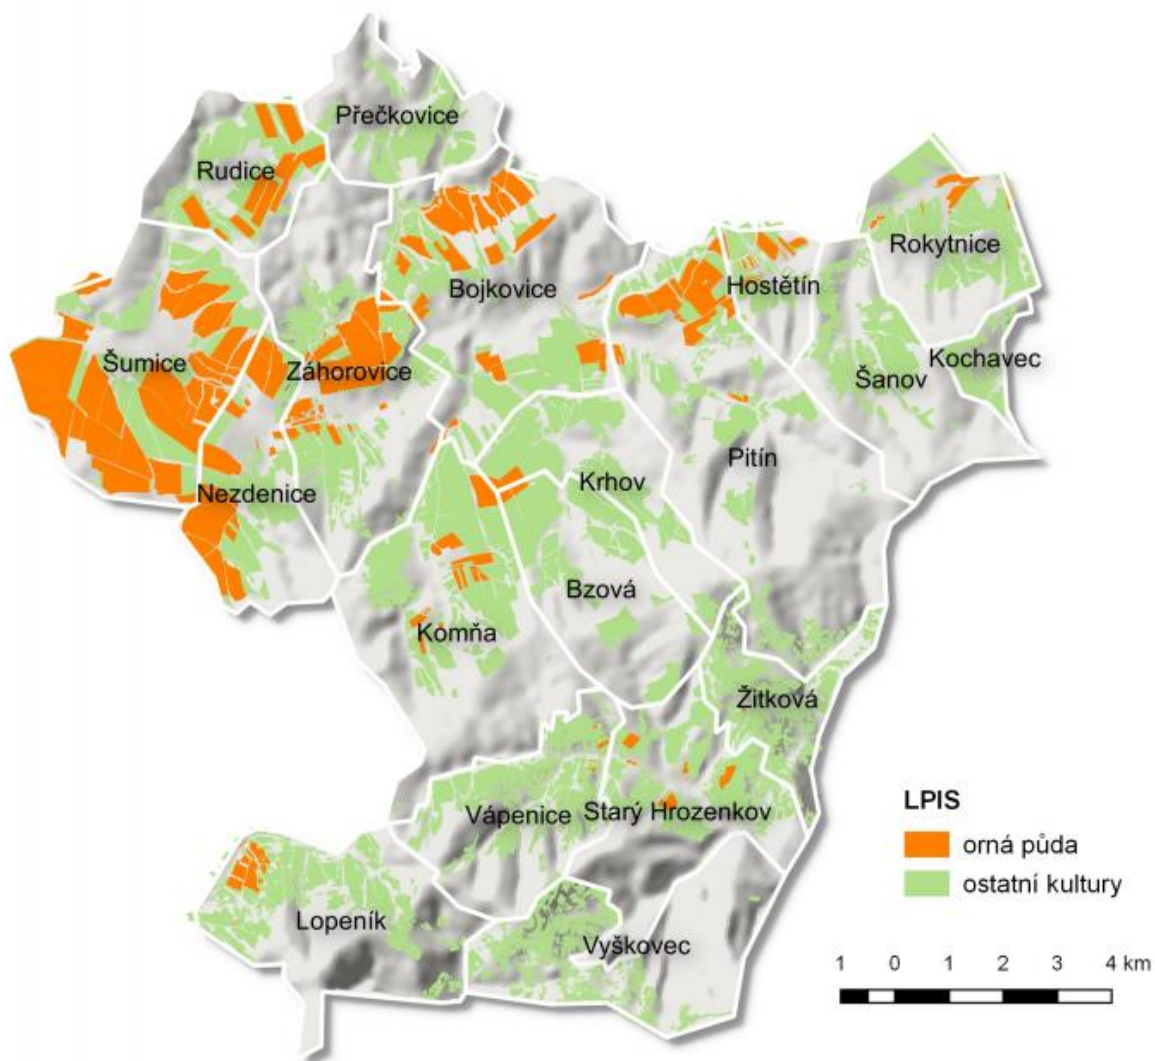 Přečkovice
Rudice
Rokytnice
Bojkovice
Hostětín
Šumice
Záhorovice
Kochavec
Šanov
Pitín
Krhov
Nezdenice
Bzová
Komňa
Žitková
Vápenice
Starý Hrozenkov
Lopeník
Vyškovec
LPIS
orná půda
ostatní kultury
1 0 1 2 3 4 km